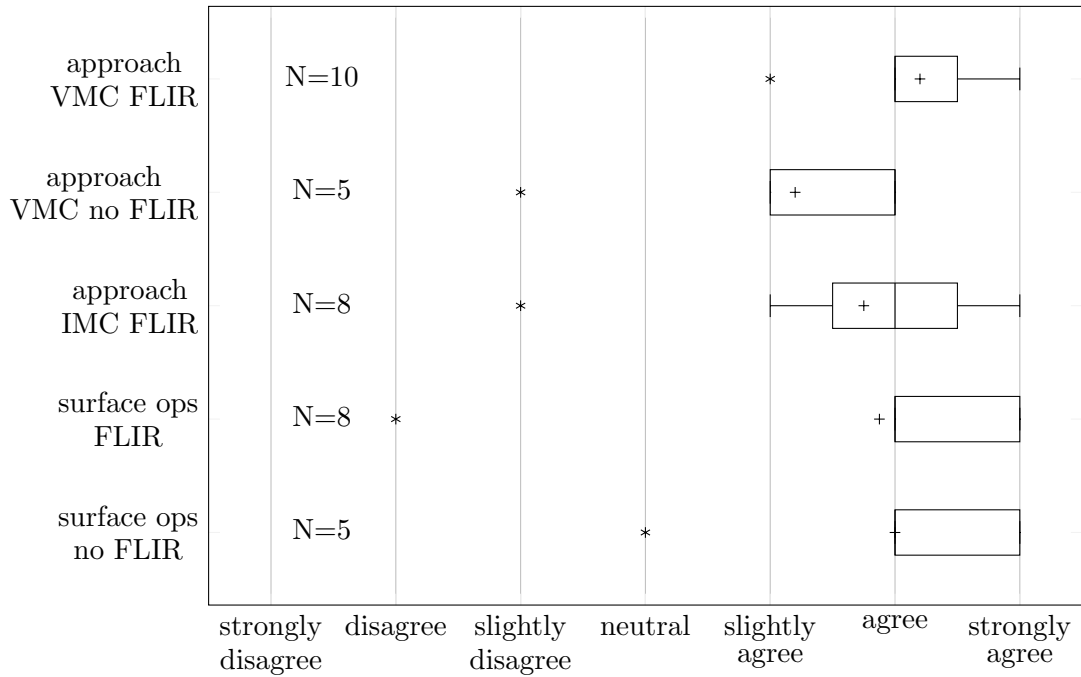 approach
VMC FLIR
N=10
approach
VMC no FLIR
N=5
approach
IMC FLIR
N=8
surface ops
FLIR
N=8
surface ops
no FLIR
N=5
strongly
disagree
disagree
slightly
disagree
neutral
slightly
agree
agree
strongly
agree